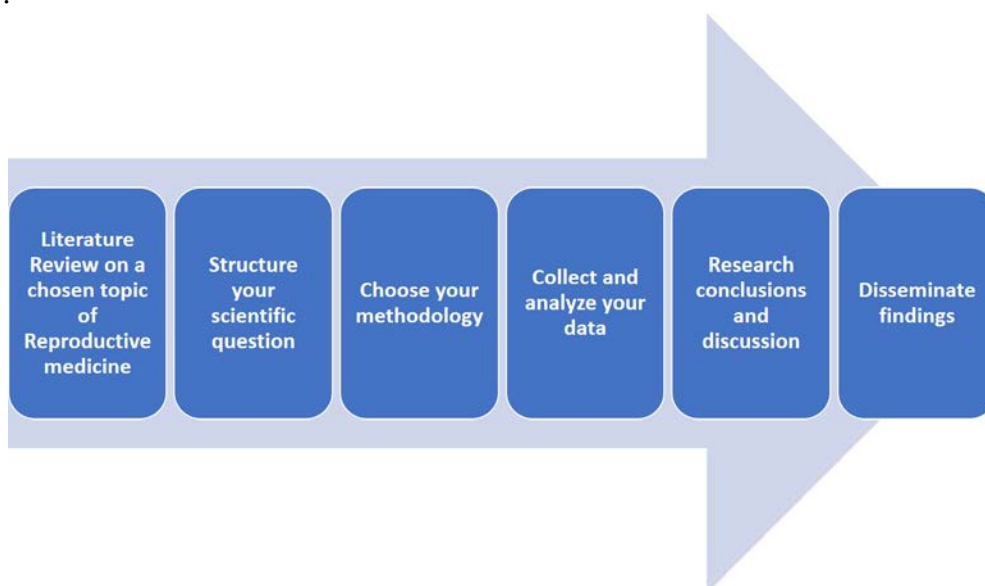 .
Literature
Review on a
chosen topic
of
Reproductive
medicine
Structure
your
scientific
question
Choose your
methodology
Collect and
analyze your
data
Research
conclusions
and
discussion
Disseminate
findings